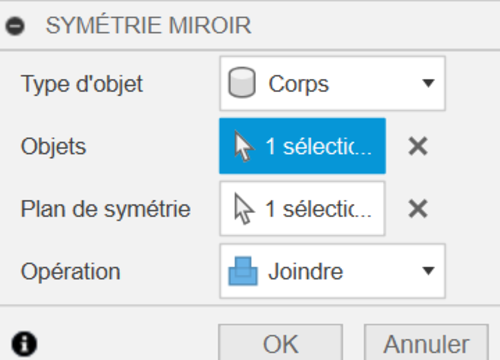 SYMÉTRIE MIROIR
Type d'objet Corps
Objets 1 sélectic...
Plan de symétrie 1 sélectic...
Opération Joindre
OK Annuler